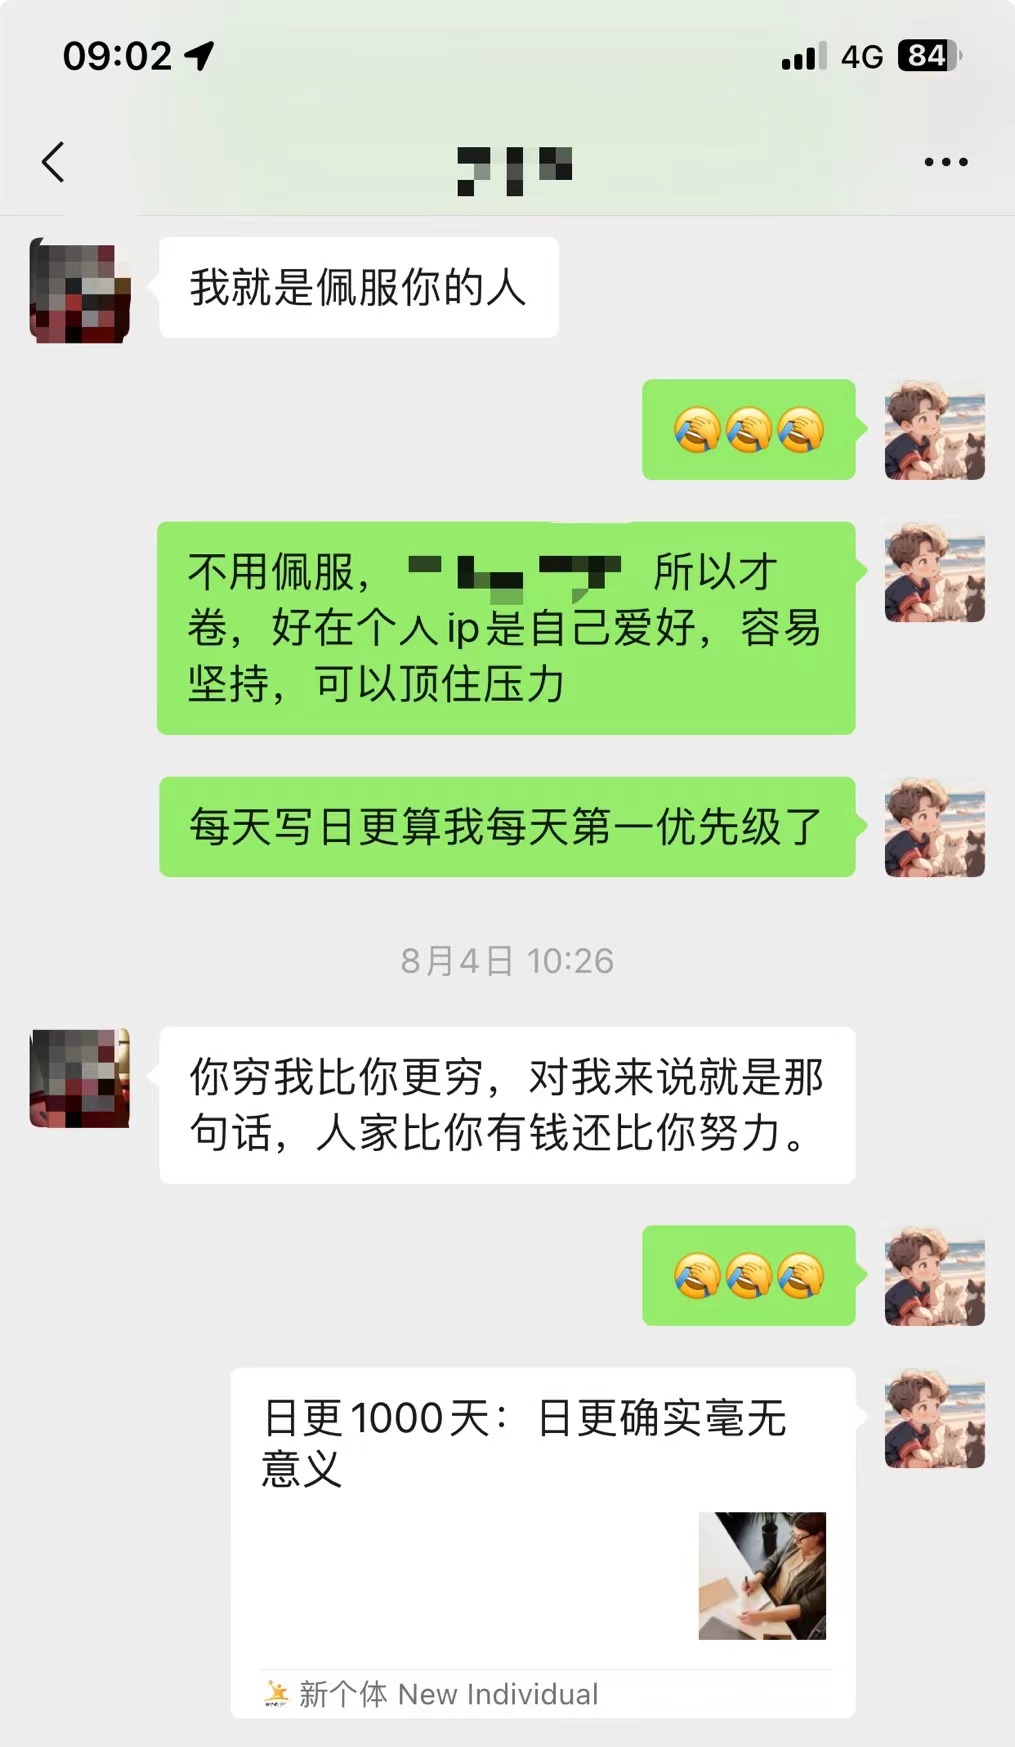 09:02
4G
84
我就是佩服你的人
不用佩服，
所以才
卷，好在个人ip是自己爱好，容易
坚持，可以顶住压力
每天写日更算我每天第一优先级了
8月4日 10:26
你穷我比你更穷，对我来说就是那
句话，人家比你有钱还比你努力。
日更1000天：日更确实毫无
意义
新个体 New Individual